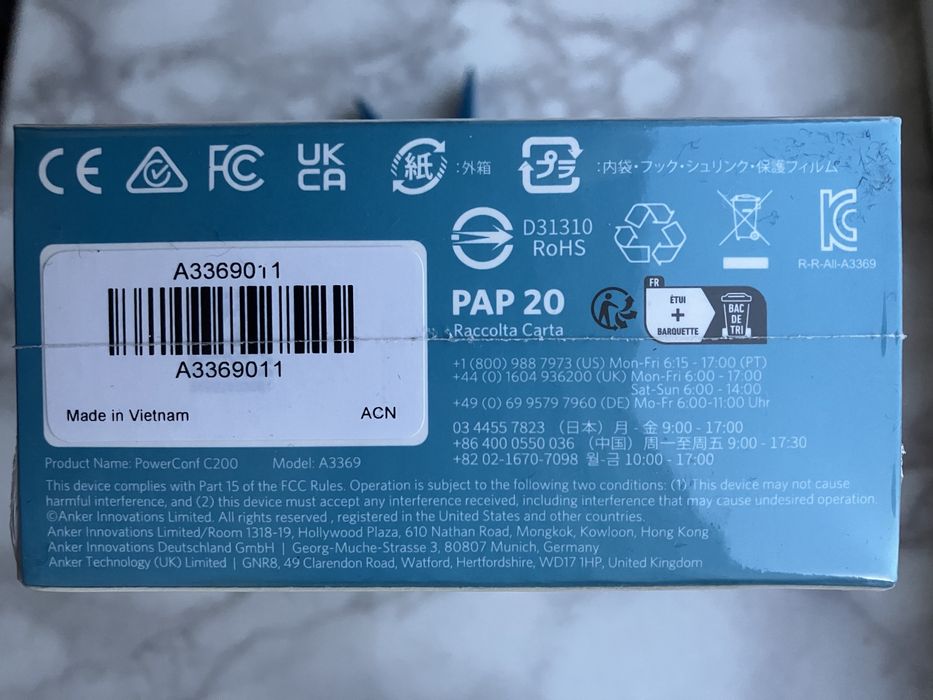 CE
FC
UK
CA
紙
:外箱
プラ
:内袋・フック・シュリンク・保護フィルム
D31310
RoHS
R-R-All-A3369
A3369011
A3369011
Made in Vietnam
ACN
PAP 20
Raccolta Carta
FR
ÉTUI
+
BARQUETTE
BAC
DE
TRI
+1 (800) 988 7973 (US) Mon-Fri 6:15 - 17:00 (PT)
+44 (0) 1604 936200 (UK) Mon-Fri 6:00 - 17:00
Sat-Sun 6:00 - 14:00
+49 (0) 69 9579 7960 (DE) Mo-Fr 6:00-11:00 Uhr
03 4455 7823 （日本）月 - 金 9:00 - 17:00
+86 400 0550 036 （中国）周一至周五 9:00 - 17:30
+82 02-1670-7098 월-금 10:00 - 17:00
Product Name: PowerConf C200
Model: A3369
This device complies with Part 15 of the FCC Rules. Operation is subject to the following two conditions: (1) This device may not cause
harmful interference, and (2) this device must accept any interference received, including interference that may cause undesired operation.
©Anker Innovations Limited. All rights reserved , registered in the United States and other countries.
Anker Innovations Limited/Room 1318-19, Hollywood Plaza, 610 Nathan Road, Mongkok, Kowloon, Hong Kong
Anker Innovations Deutschland GmbH | Georg-Muche-Strasse 3, 80807 Munich, Germany
Anker Technology (UK) Limited | GNR8, 49 Clarendon Road, Watford, Hertfordshire, WD17 1HP, United Kingdom